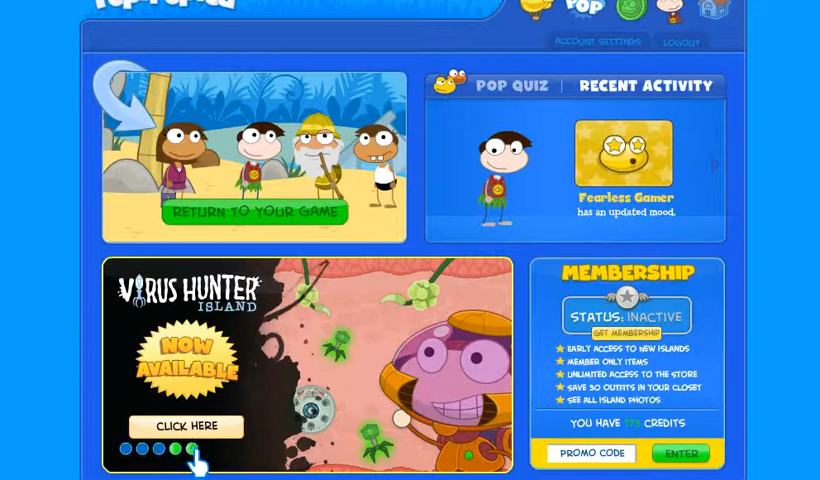 POP
ACCOUNT SETTINGS
LOGOUT
RETURN TO YOUR GAME
POP QUIZ | RECENT ACTIVITY
Fearless Gamer
has an updated mood.
VIRUS HUNTER
ISLAND
NOW
AVAILABLE
CLICK HERE
MEMBERSHIP
STATUS: INACTIVE
GET MEMBERSHIP
EARLY ACCESS TO NEW ISLANDS
MEMBER ONLY ITEMS
UNLIMITED ACCESS TO THE STORE
SAVE 30 OUTFITS IN YOUR CLOSET
SEE ALL ISLAND PHOTOS
YOU HAVE 175 CREDITS
PROMO CODE
ENTER